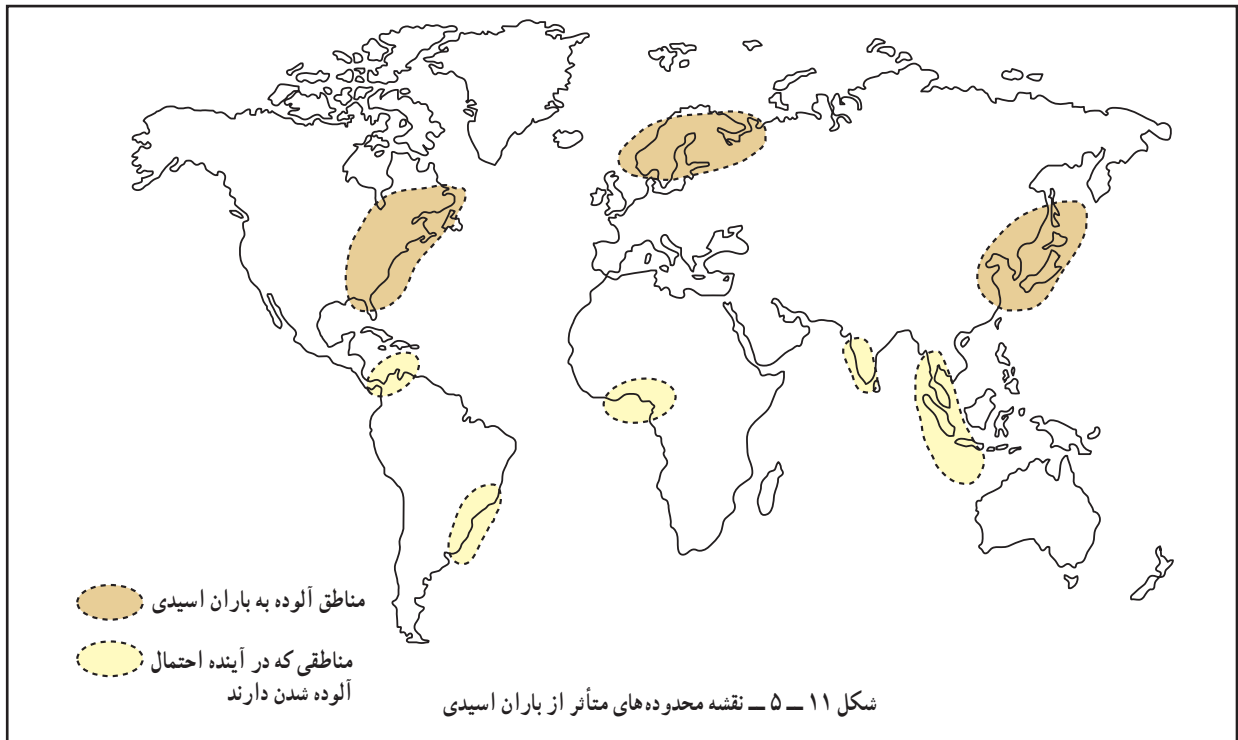 مناطق آلوده به باران اسیدی
مناطقی که در آینده احتمال
آلوده شدن دارند
شکل ۱۱ ــ ۵ ــ نقشه محدوده‌های متأثر از باران اسیدی